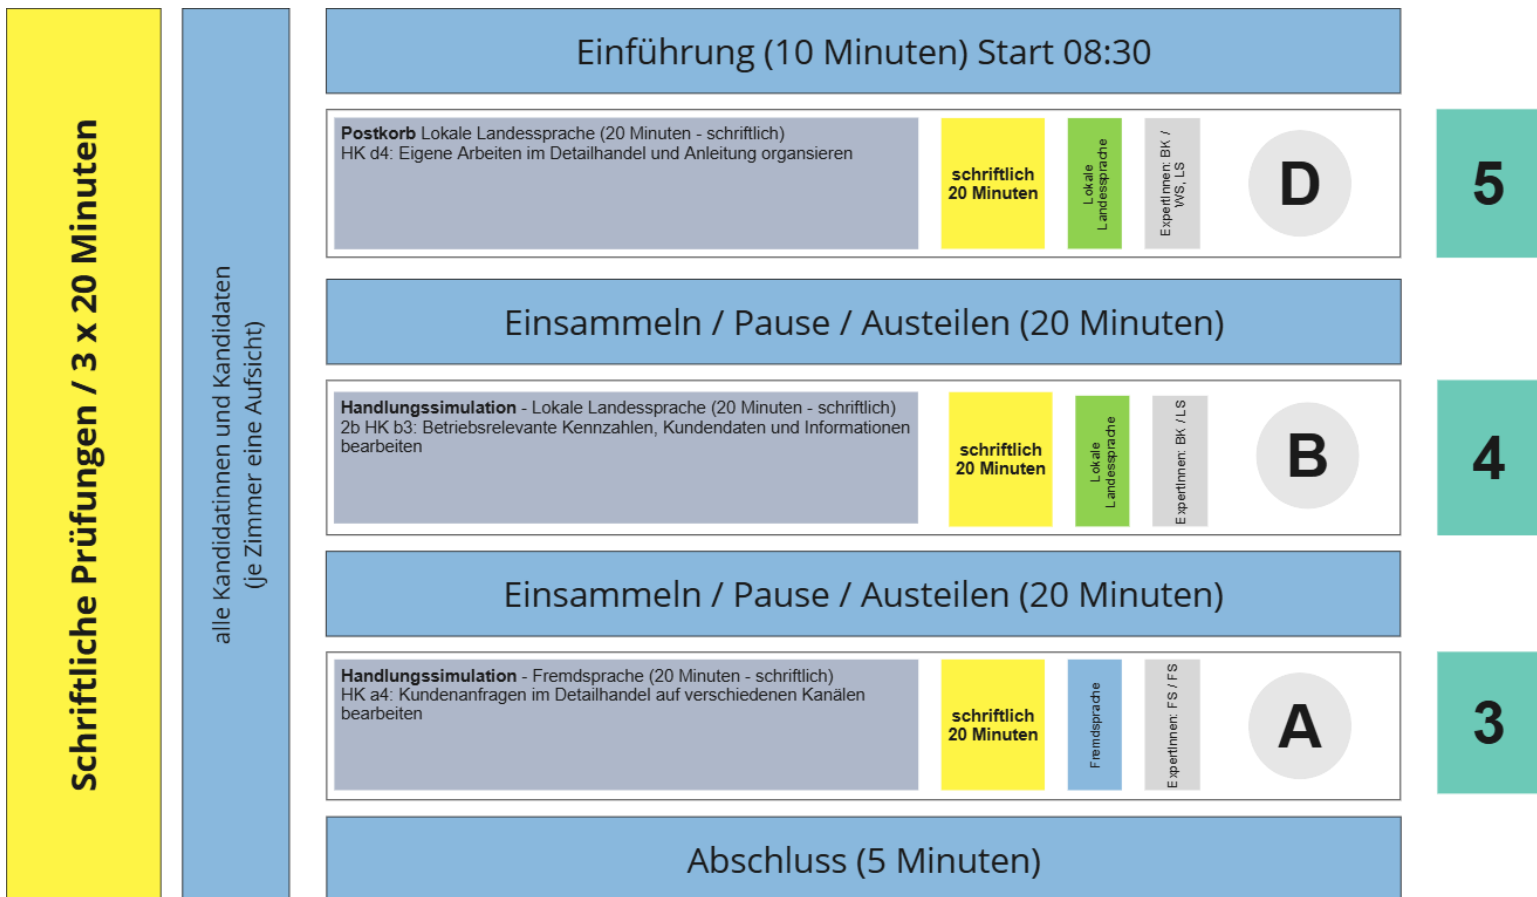 Schriftliche Prüfungen / 3 x 20 Minuten
alle Kandidatinnen und Kandidaten
(je Zimmer eine Aufsicht)
Einführung (10 Minuten) Start 08:30
Postkorb Lokale Landessprache (20 Minuten - schriftlich)
HK d4: Eigene Arbeiten im Detailhandel und Anleitung organsieren
schriftlich
20 Minuten
Lokale
Landessprache
ExpertInnen: BK /
WS, LS
D
5
Einsammeln / Pause / Austeilen (20 Minuten)
Handlungssimulation - Lokale Landessprache (20 Minuten - schriftlich)
2b HK b3: Betriebsrelevante Kennzahlen, Kundendaten und Informationen
bearbeiten
schriftlich
20 Minuten
Lokale
Landessprache
ExpertInnen: BK / LS
B
4
Einsammeln / Pause / Austeilen (20 Minuten)
Handlungssimulation - Fremdsprache (20 Minuten - schriftlich)
HK a4: Kundenanfragen im Detailhandel auf verschiedenen Kanälen
bearbeiten
schriftlich
20 Minuten
Fremdsprache
ExpertInnen: FS / FS
A
3
Abschluss (5 Minuten)